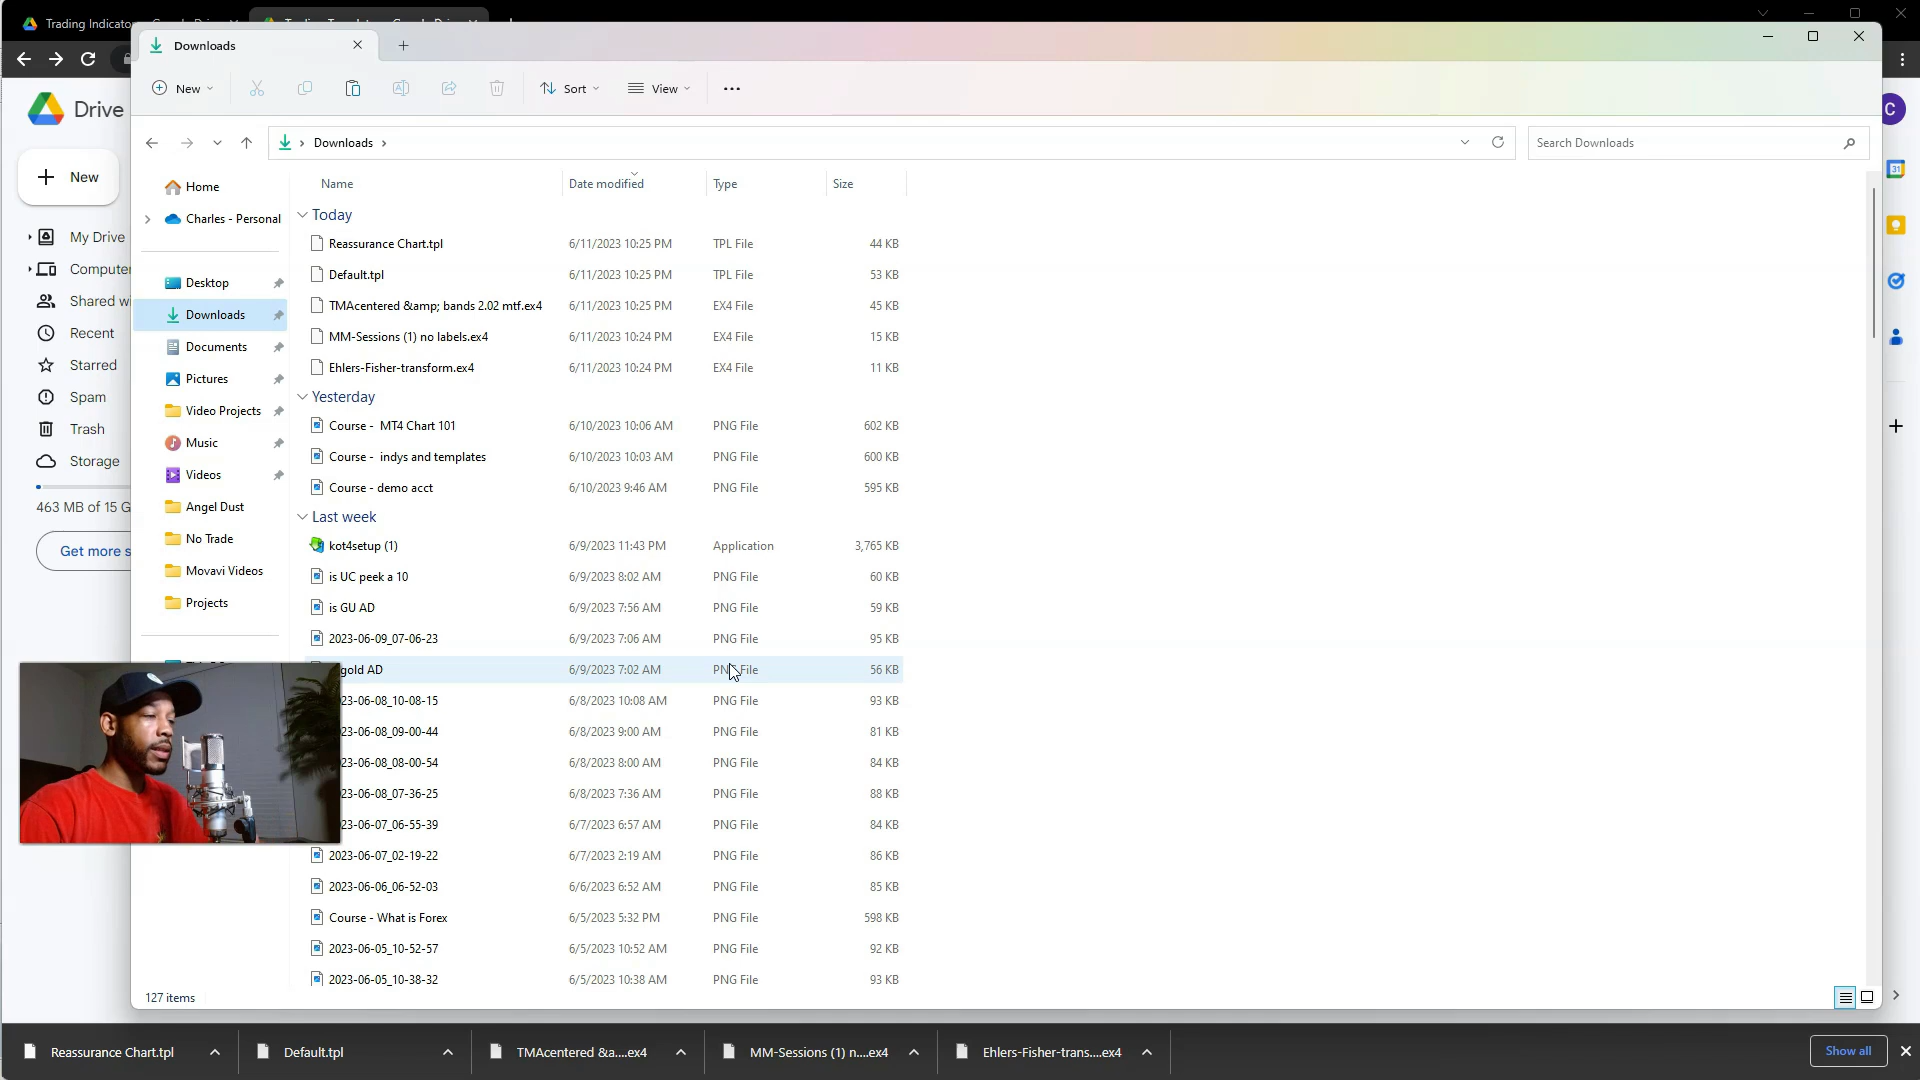 Trading Indicato
Downloads
New
Sort
View
Drive
Downloads
Search Downloads
New
My Drive
Compute
Shared w
Recent
Starred
Spam
Trash
Storage
463 MB of 15 G
Get more s
Home
Charles - Personal
Desktop
Downloads
Documents
Pictures
Video Projects
Music
Videos
Angel Dust
No Trade
Movavi Videos
Projects
Name Date modified Type Size
Today
Reassurance Chart.tpl 6/11/2023 10:25 PM TPL File 44 KB
Default.tpl 6/11/2023 10:25 PM TPL File 53 KB
TMAcentered &amp; bands 2.02 mtf.ex4 6/11/2023 10:25 PM EX4 File 45 KB
MM-Sessions (1) no labels.ex4 6/11/2023 10:24 PM EX4 File 15 KB
Ehlers-Fisher-transform.ex4 6/11/2023 10:24 PM EX4 File 11 KB
Yesterday
Course - MT4 Chart 101 6/10/2023 10:06 AM PNG File 602 KB
Course - indys and templates 6/10/2023 10:03 AM PNG File 600 KB
Course - demo acct 6/10/2023 9:46 AM PNG File 595 KB
Last week
kot4setup (1) 6/9/2023 11:43 PM Application 3,765 KB
is UC peek a 10 6/9/2023 8:02 AM PNG File 60 KB
is GU AD 6/9/2023 7:56 AM PNG File 59 KB
2023-06-09_07-06-23 6/9/2023 7:06 AM PNG File 95 KB
gold AD 6/9/2023 7:02 AM PNG File 56 KB
23-06-08_10-08-15 6/8/2023 10:08 AM PNG File 93 KB
23-06-08_09-00-44 6/8/2023 9:00 AM PNG File 81 KB
23-06-08_08-00-54 6/8/2023 8:00 AM PNG File 84 KB
23-06-08_07-36-25 6/8/2023 7:36 AM PNG File 88 KB
23-06-07_06-55-39 6/7/2023 6:57 AM PNG File 84 KB
2023-06-07_02-19-22 6/7/2023 2:19 AM PNG File 86 KB
2023-06-06_06-52-03 6/6/2023 6:52 AM PNG File 85 KB
Course - What is Forex 6/5/2023 5:32 PM PNG File 598 KB
2023-06-05_10-52-57 6/5/2023 10:52 AM PNG File 92 KB
2023-06-05_10-38-32 6/5/2023 10:38 AM PNG File 93 KB
127 items
C
31
Reassurance Chart.tpl
Default.tpl
TMAcentered &a....ex4
MM-Sessions (1) n....ex4
Ehlers-Fisher-trans....ex4
Show all